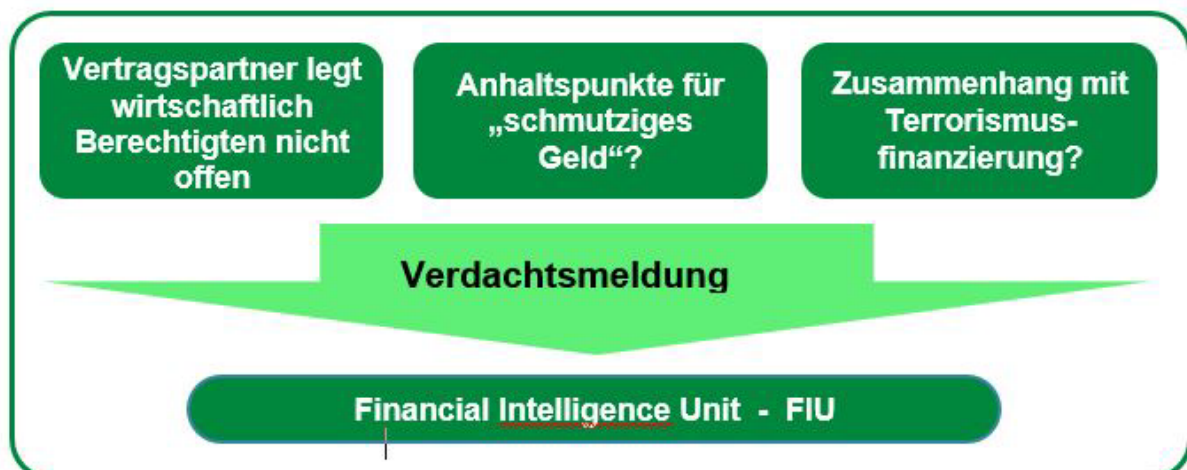 Vertragspartner legt
wirtschaftlich
Berechtigten nicht
offen
Anhaltspunkte für
„schmutziges
Geld“?
Zusammenhang mit
Terrorismus-
finanzierung?
Verdachtsmeldung
Financial Intelligence Unit - FIU